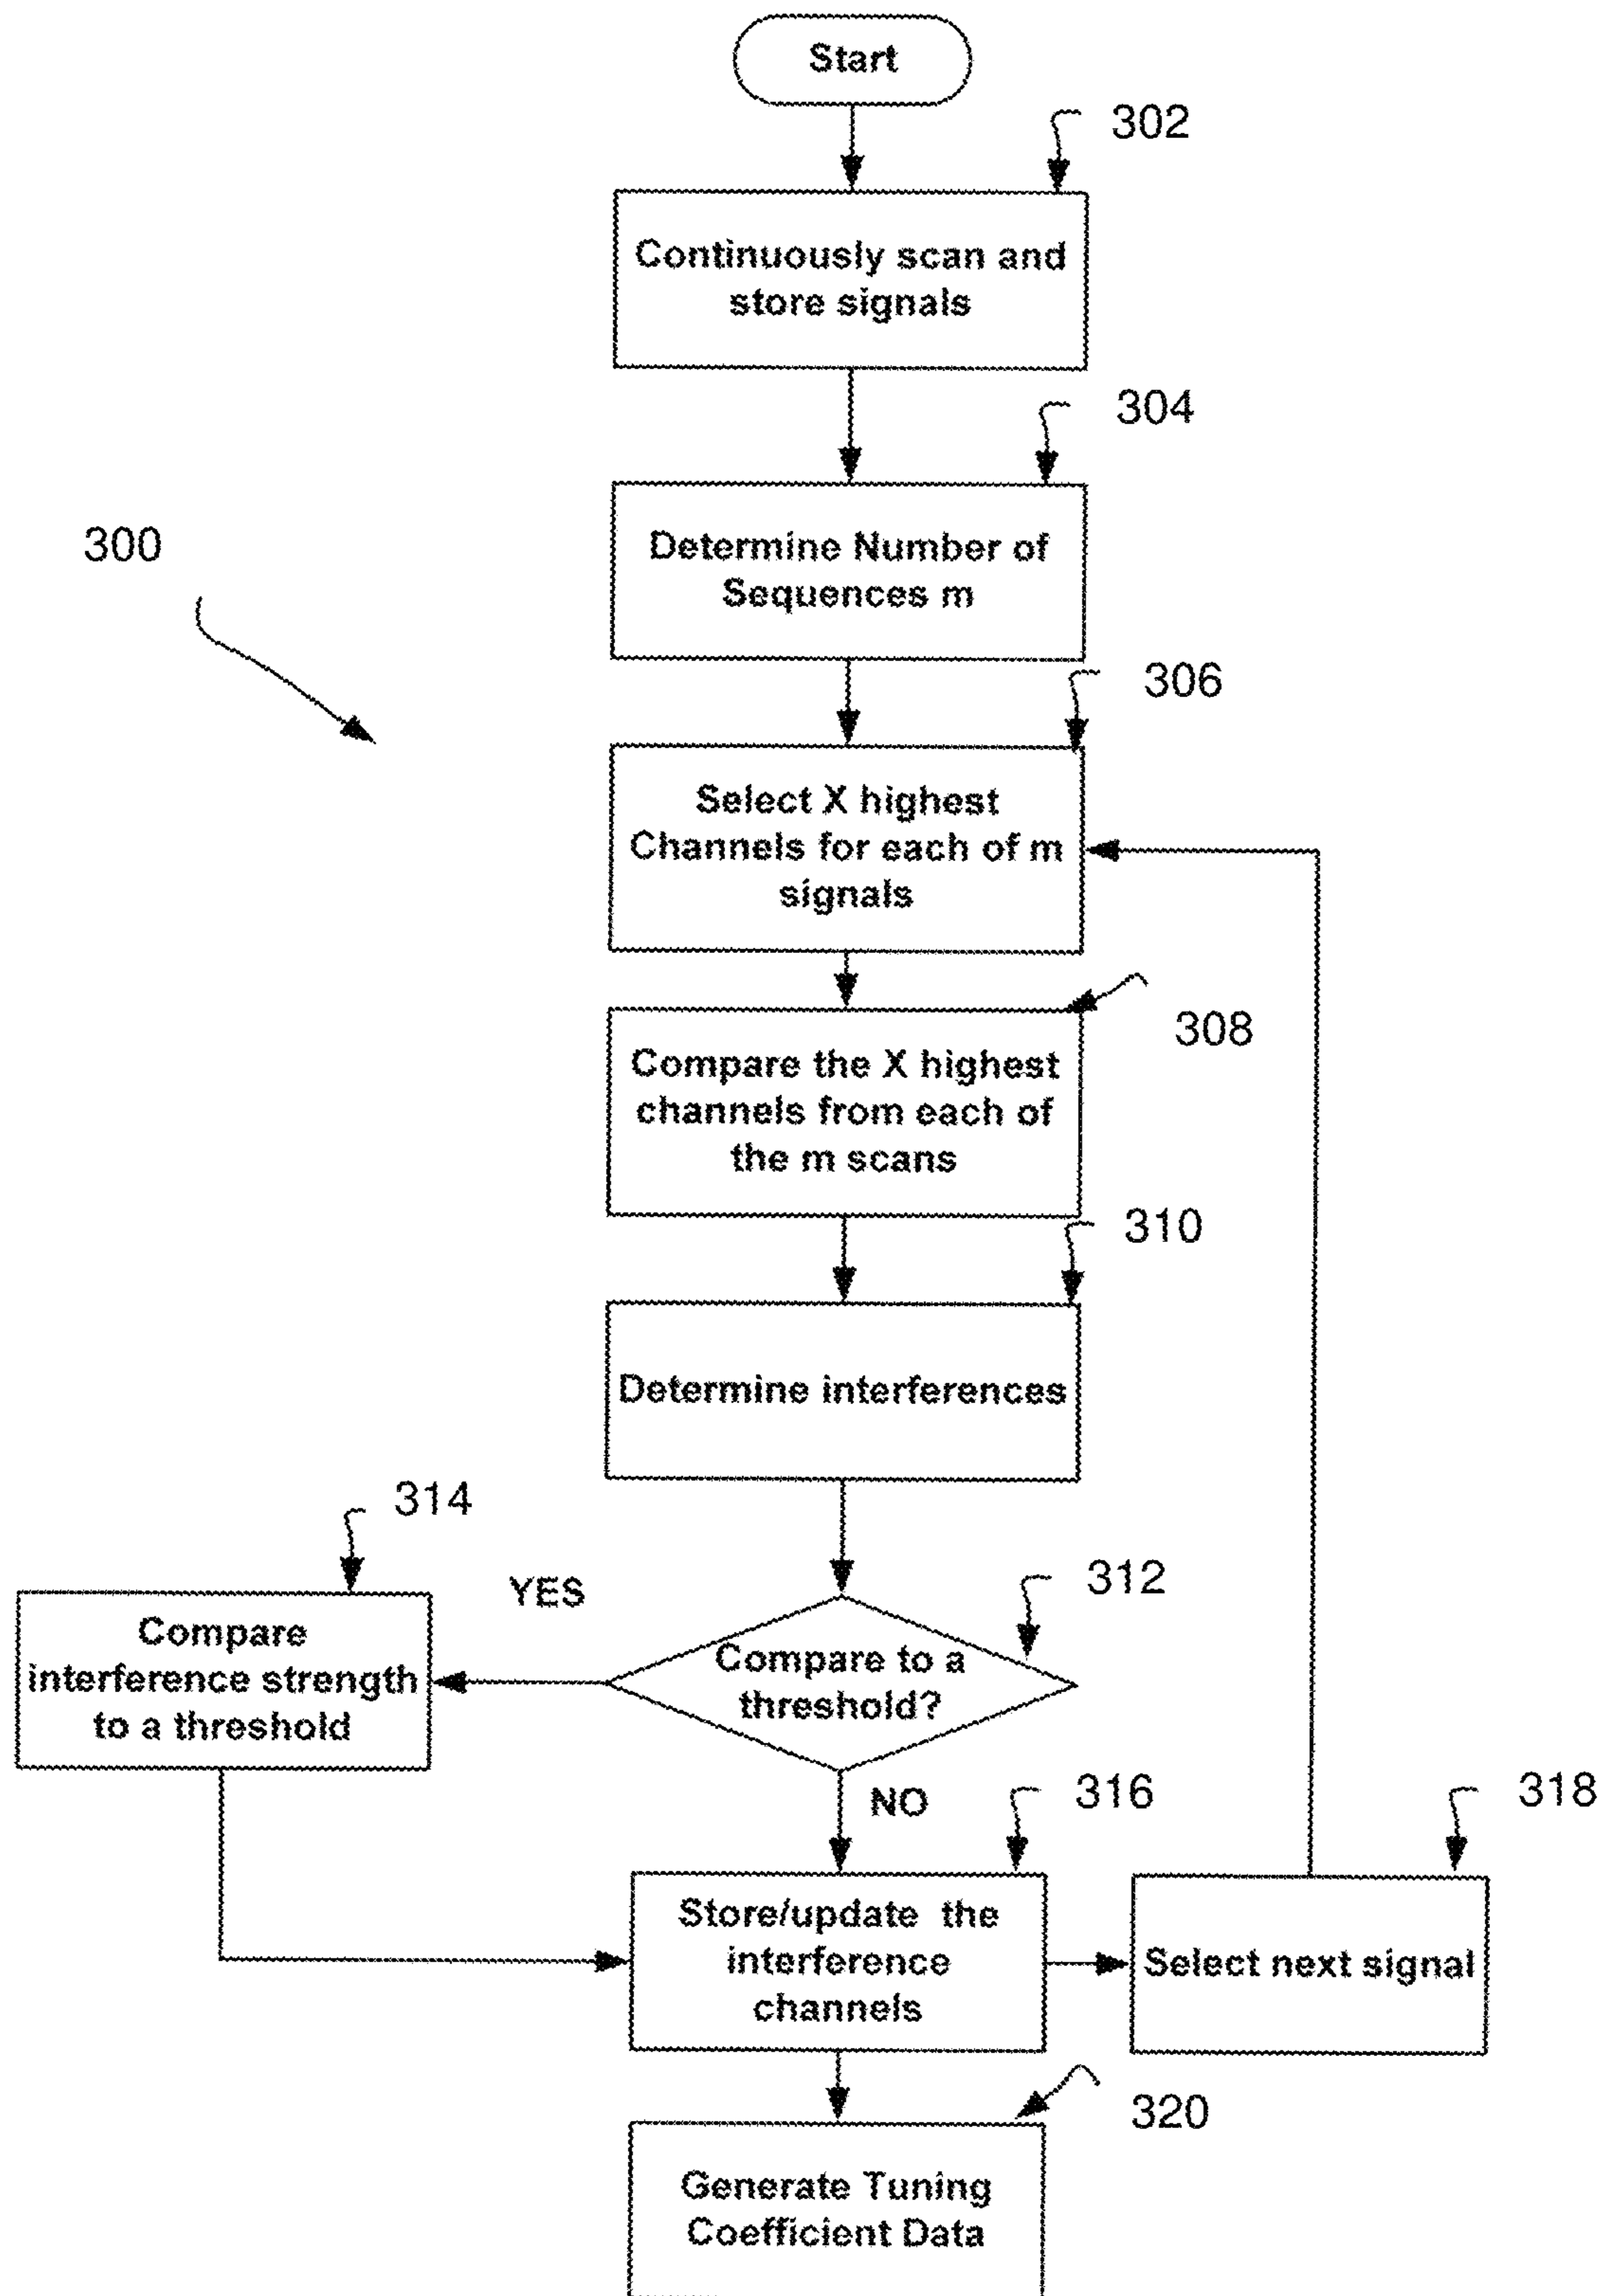 Start
302
Continuously scan and
store signals
304
Determine Number of
Sequences m
300
306
Select X highest
Channels for each of m
signals
308
Compare the X highest
channels from each of
the m scans
310
Determine interferences
314
YES
312
Compare
interference strength
to a threshold
Compare to a
threshold?
NO
316
318
Store/update the
interference
channels
Select next signal
320
Generate Tuning
Coefficient Data